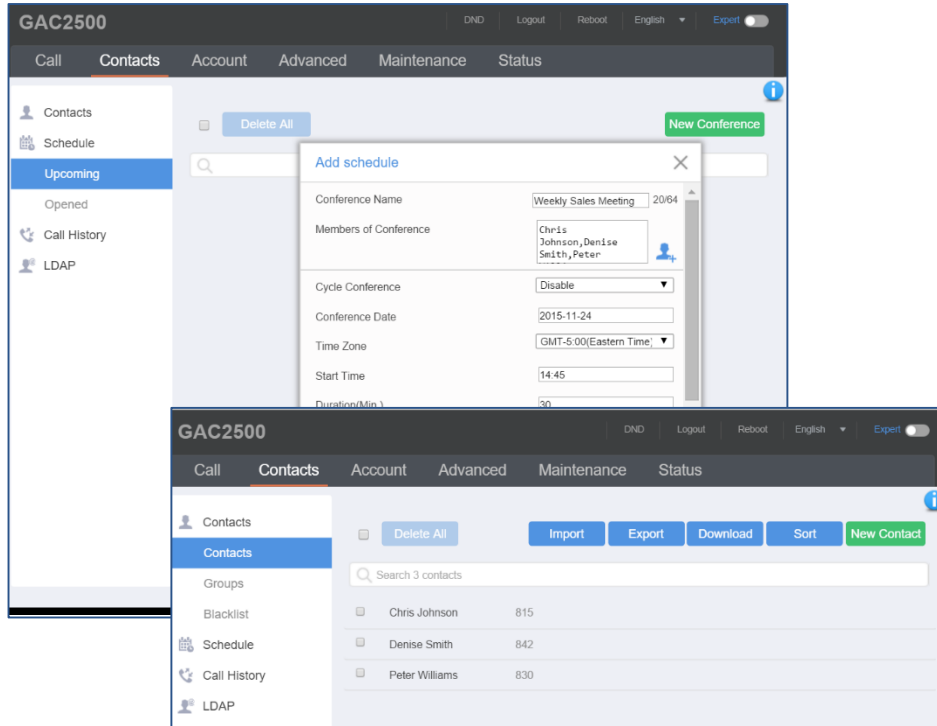 GAC2500
DND Logout Reboot English Expert
Call Contacts Account Advanced Maintenance Status
Contacts
Schedule
Upcoming
Opened
Call History
LDAP
Delete All New Conference
Add schedule
Conference Name Weekly Sales Meeting 20/64
Members of Conference Chris
Johnson,Denise
Smith,Peter
Cycle Conference Disable
Conference Date 2015-11-24
Time Zone GMT-5:00(Eastern Time)
Start Time 14:45
Duration(Min.) 30
GAC2500
DND Logout Reboot English Expert
Call Contacts Account Advanced Maintenance Status
Contacts
Contacts
Groups
Blacklist
Schedule
Call History
LDAP
Delete All Import Export Download Sort New Contact
Search 3 contacts
Chris Johnson 815
Denise Smith 842
Peter Williams 830